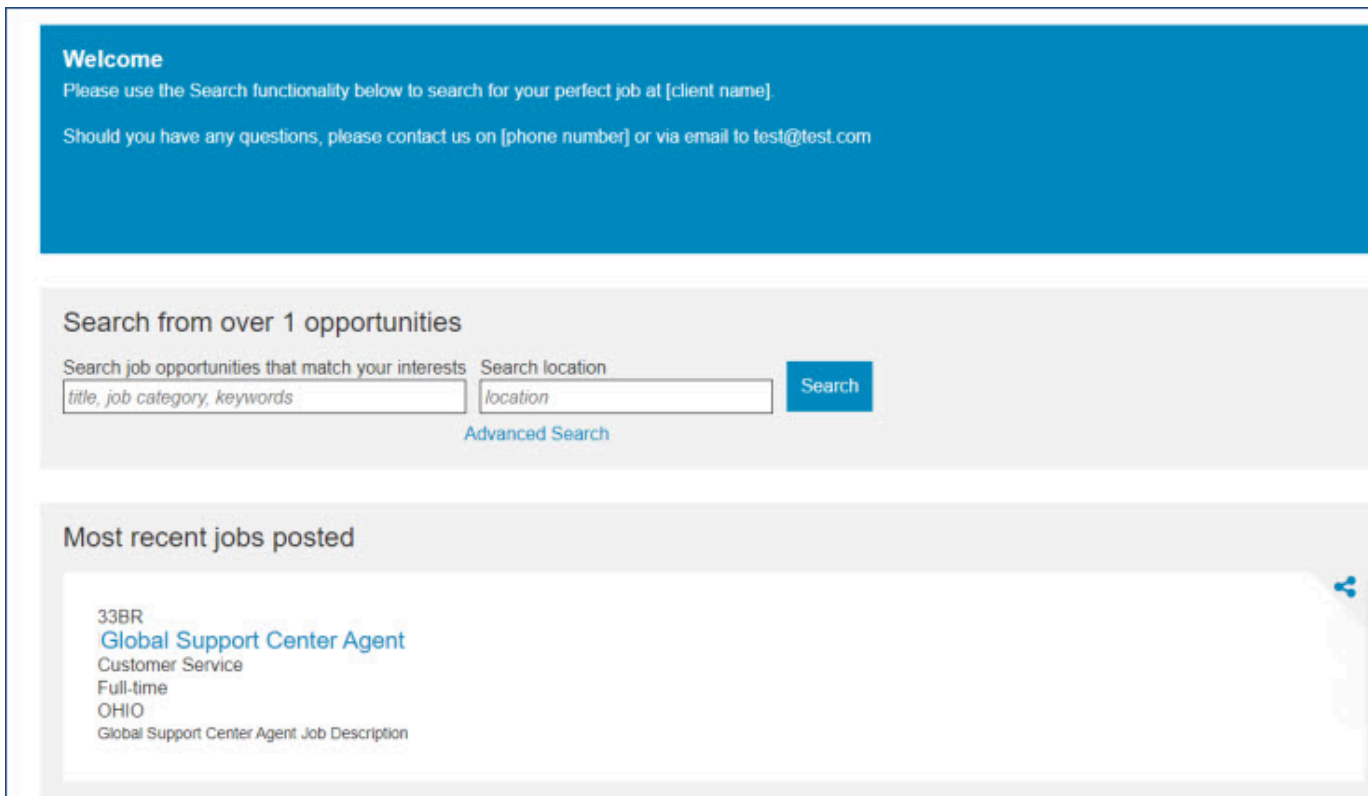 Welcome
Please use the Search functionality below to search for your perfect job at [client name].
Should you have any questions, please contact us on [phone number] or via email to test@test.com
Search from over 1 opportunities
Search job opportunities that match your interests Search location
title, job category, keywords location Search
Advanced Search
Most recent jobs posted
33BR
Global Support Center Agent
Customer Service
Full-time
OHIO
Global Support Center Agent Job Description